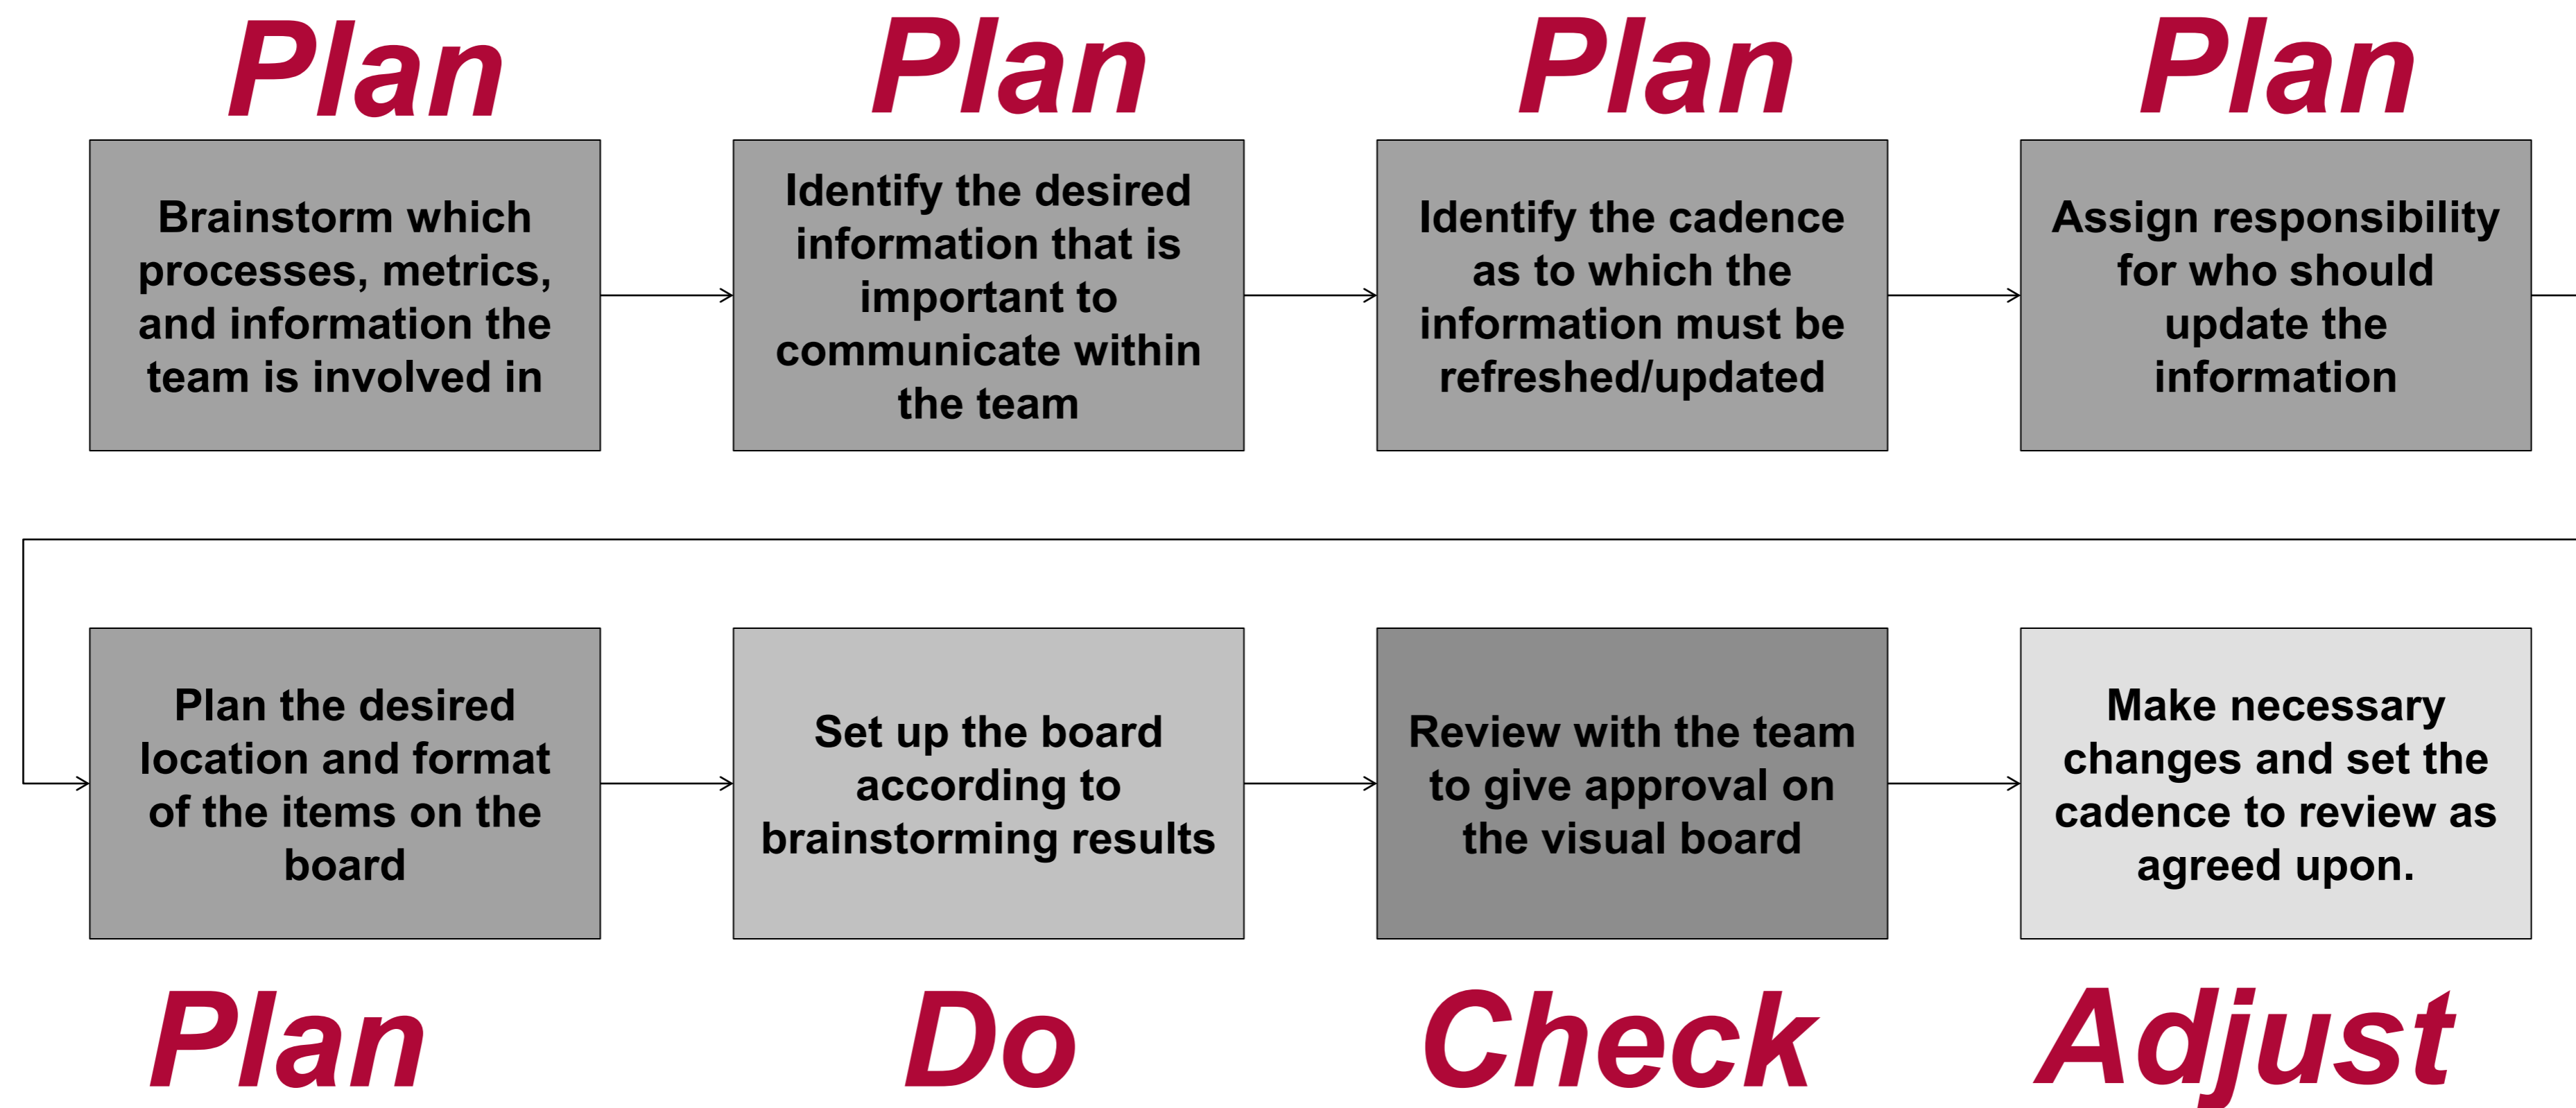 Plan
Plan
Plan
Plan
Brainstorm which
processes, metrics,
and information the
team is involved in
Identify the desired
information that is
important to
communicate within
the team
Identify the cadence
as to which the
information must be
refreshed/updated
Assign responsibility
for who should
update the
information
Plan the desired
location and format
of the items on the
board
Set up the board
according to
brainstorming results
Review with the team
to give approval on
the visual board
Make necessary
changes and set the
cadence to review as
agreed upon.
Plan
Do
Check
Adjust